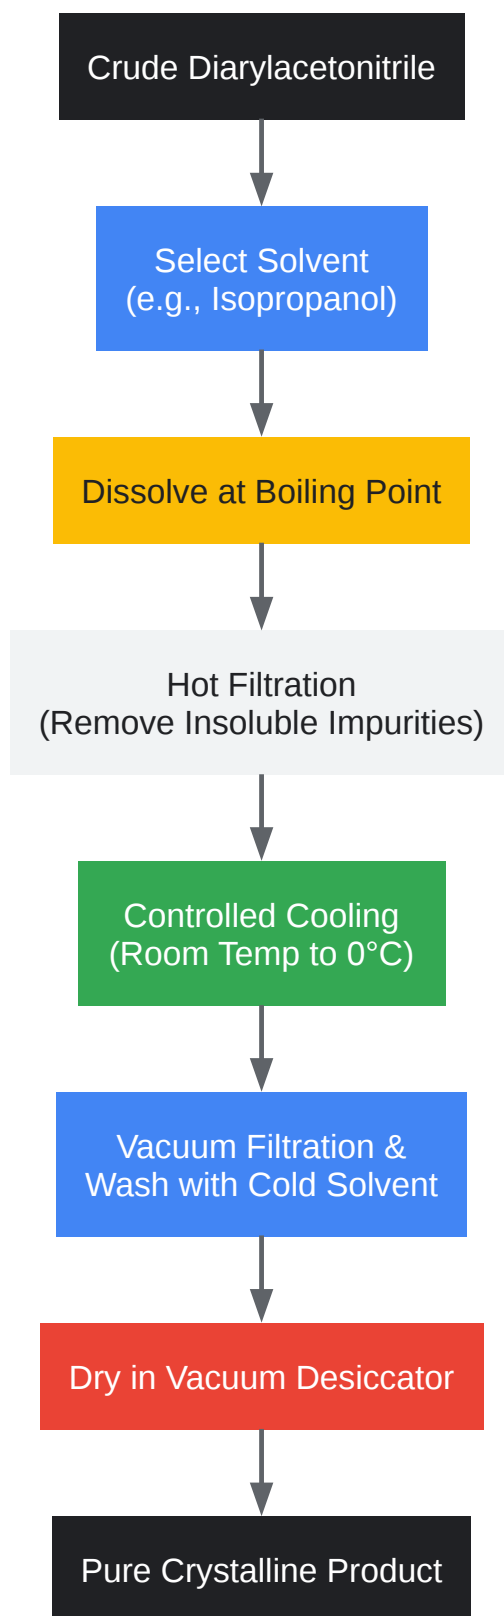 Crude Diarylacetonitrile
Select Solvent
(e.g., Isopropanol)
Dissolve at Boiling Point
Hot Filtration
(Remove Insoluble Impurities)
Controlled Cooling
(Room Temp to 0°C)
Vacuum Filtration &
Wash with Cold Solvent
Dry in Vacuum Desiccator
Pure Crystalline Product